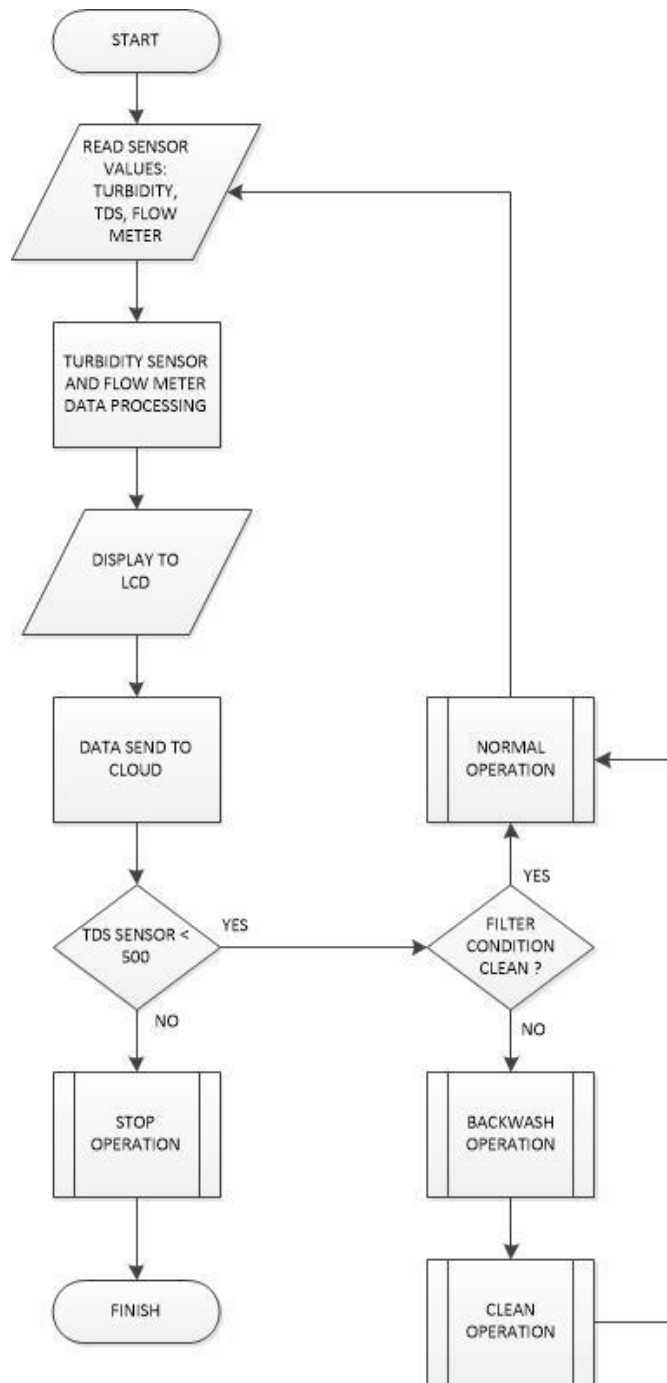 START
READ SENSOR
VALUES:
TURBIDITY,
TDS, FLOW
METER
TURBIDITY SENSOR
AND FLOW METER
DATA PROCESSING
DISPLAY TO
LCD
DATA SEND TO
CLOUD
NORMAL
OPERATION
YES
TDS SENSOR <
500
YES
FILTER
CONDITION
CLEAN ?
NO
NO
STOP
OPERATION
BACKWASH
OPERATION
FINISH
CLEAN
OPERATION